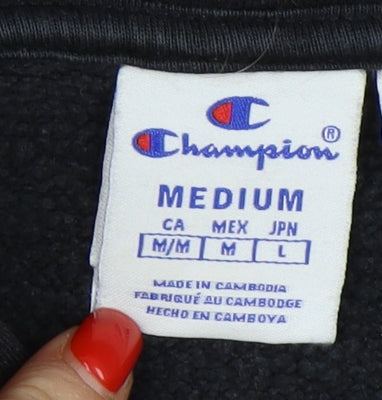 Champion®
MEDIUM
CA MEX JPN
M/M M L
MADE IN CAMBODIA
FABRIQUÉ AU CAMBODGE
HECHO EN CAMBOYA